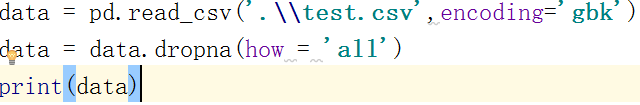 data = pd.read_csv('.\\test.csv',encoding='gbk')
data = data.dropna(how = 'all')
print(data)